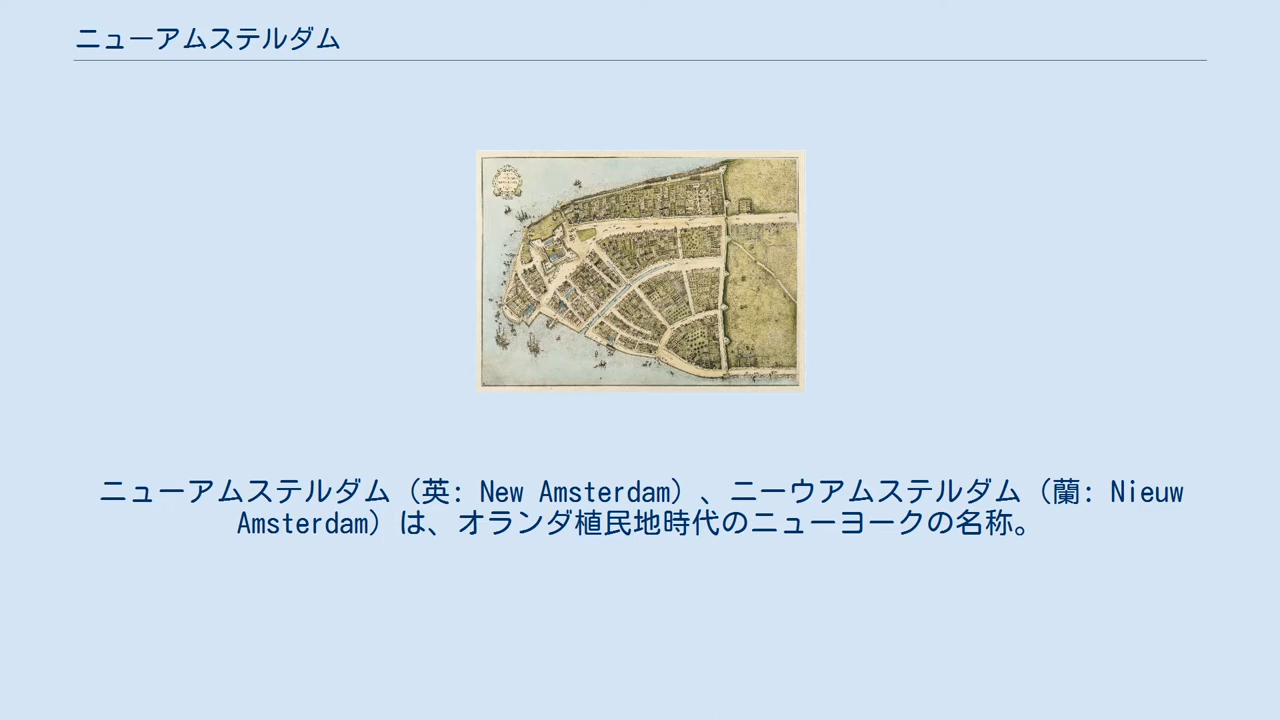 ニューアムステルダム
ニューアムステルダム（英: New Amsterdam）、ニーウアムステルダム（蘭: Nieuw
Amsterdam）は、オランダ植民地時代のニューヨークの名称。